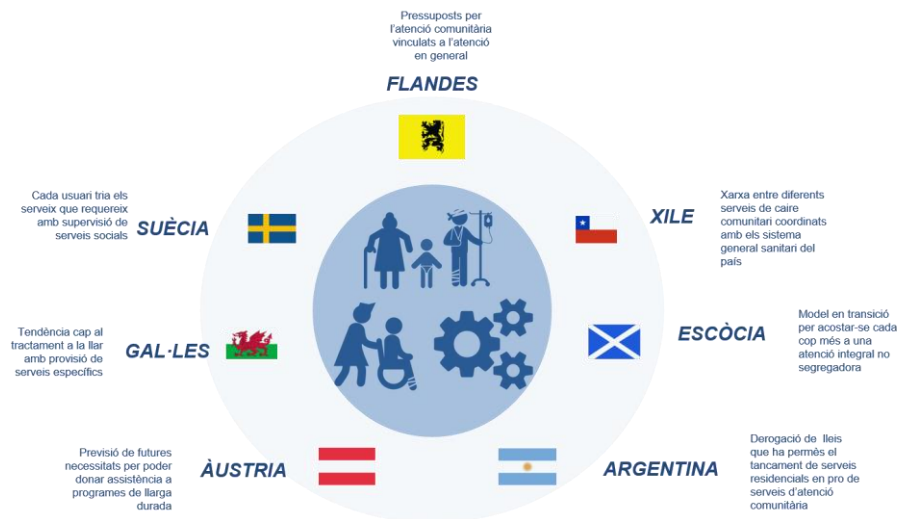 Pressuposts per
l'atenció comunitària
vinculats a l'atenció
en general
FLANDES
Cada usuari tria els
serveix que requereix
amb supervisió de
serveis socials
SUÈCIA
XILE
Xarxa entre diferents
serveis de caire
comunitari coordinats
amb els sistema
general sanitari del
país
Tendència cap al
tractament a la llar
amb provisió de
serveis específics
GAL·LES
ESCÒCIA
Model en transició
per acostar-se cada
cop més a una
atenció integral no
segregadora
Previsió de futures
necessitats per poder
donar assistència a
programes de llarga
durada
ÀUSTRIA
ARGENTINA
Derogació de lleis
que ha permès el
tancament de serveis
residencials en pro de
serveis d'atenció
comunitària